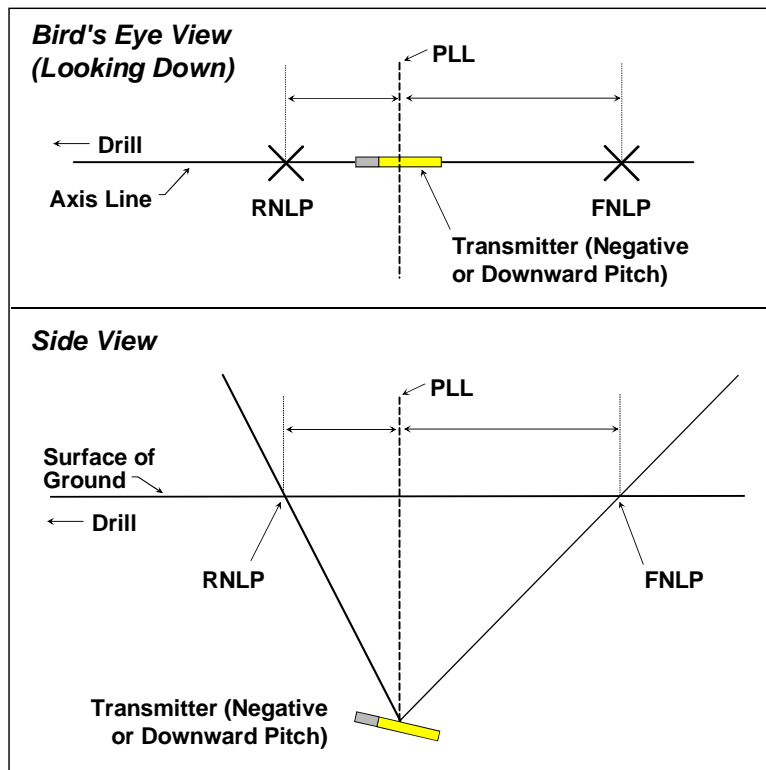 Bird's Eye View
(Looking Down)
PLL
Drill
Axis Line
RNLP
FNLP
Transmitter (Negative
or Downward Pitch)
Side View
PLL
Surface of
Ground
Drill
RNLP
FNLP
Transmitter (Negative
or Downward Pitch)